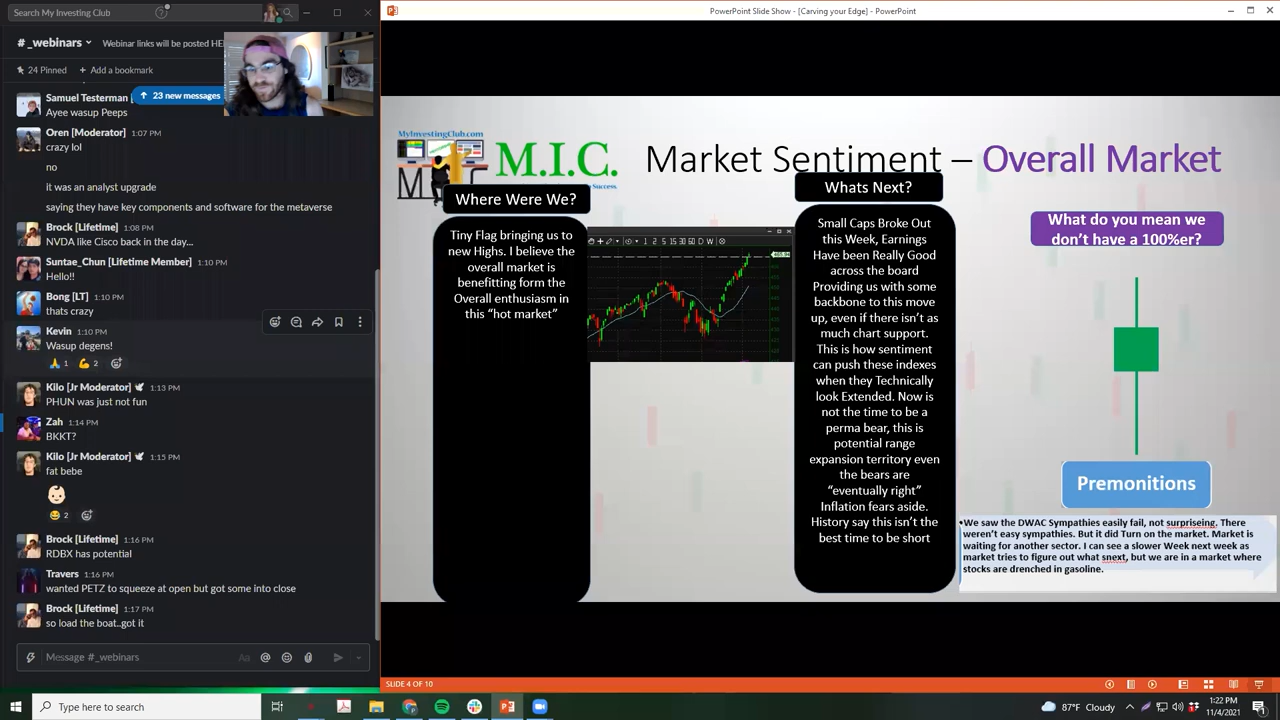 Search My Investing Club
# _webinars
Webinar links will be posted HE
24 Pinned
+ Add a bookmark
23 new messages
Samuel Testerman
Ayee wasup Peeps
Oren [Moderator] 1:07 PM
crazy lol
no
it was an analyst upgrade
saying they have key components and software for the metaverse
Brock [Lifetime] 1:08 PM
NVDA like Cisco back in the day...
Junta_C_Gun [Lifetime Member] 1:10 PM
Hello!!
Bong [LT] 1:10 PM
thats crazy
Kevin 1:10 PM
Wasup degens!
1 2
Kilo [Jr Moderator] 1:13 PM
PHUN was just not fun
Zah 1:14 PM
BKKT?
Kilo [Jr Moderator] 1:15 PM
fat bebe
2
Brock [Lifetime] 1:16 PM
RDBX has potential
Travers 1:16 PM
wanted PETZ to squeeze at open but got some into close
Brock [Lifetime] 1:17 PM
so load the boat..got it
Message #_webinars
PowerPoint Slide Show - [Carving your Edge] - PowerPoint
MyInvestingClub.com
M.I.C.
Market Sentiment – Overall Market
Where Were We?
Tiny Flag bringing us to
new Highs. I believe the
overall market is
benefitting form the
Overall enthusiasm in
this “hot market”
1 2 5 15 30 60 D W
Whats Next?
Small Caps Broke Out
this Week, Earnings
Have been Really Good
across the board
Providing us with some
backbone to this move
up, even if there isn't as
much chart support.
This is how sentiment
can push these indexes
when they Technically
look Extended. Now is
not the time to be a
perma bear, this is
potential range
expansion territory even
the bears are
“eventually right”
Inflation fears aside.
History say this isn't the
best time to be short
What do you mean we
don't have a 100%er?
Premonitions
•We saw the DWAC Sympathies easily fail, not surpriseing. There
weren't easy sympathies. But it did Turn on the market. Market is
waiting for another sector. I can see a slower Week next week as
market tries to figure out what snext, but we are in a market where
stocks are drenched in gasoline.
SLIDE 4 OF 10
Type here to search
87°F Cloudy
1:22 PM
11/4/2021